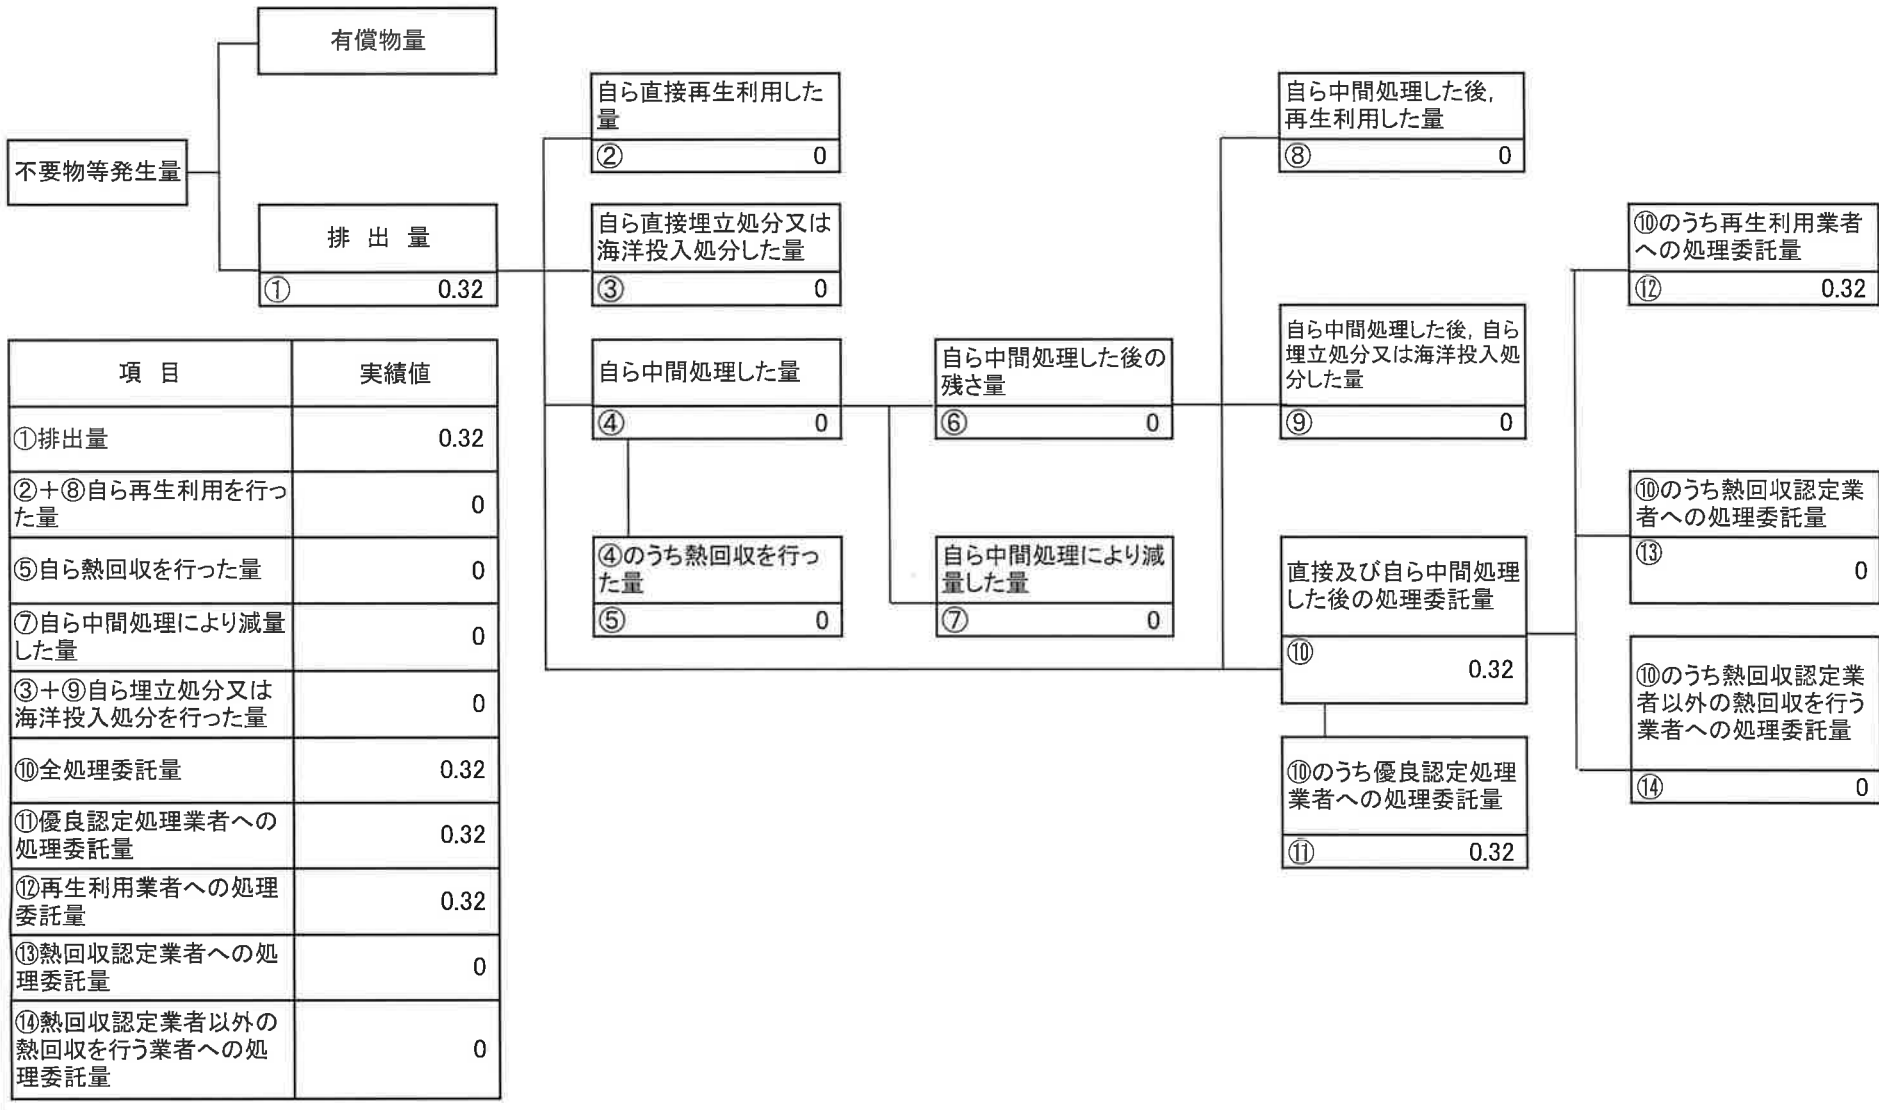 有償物量
不要物等発生量
排 出 量
① 0.32
自ら直接再生利用した
量
② 0
自ら直接埋立処分又は
海洋投入処分した量
③ 0
自ら中間処理した量
④ 0
④のうち熱回収を行っ
た量
⑤ 0
自ら中間処理した後の
残さ量
⑥ 0
自ら中間処理により減
量した量
⑦ 0
自ら中間処理した後,
再生利用した量
⑧ 0
自ら中間処理した後, 自ら
埋立処分又は海洋投入処
分した量
⑨ 0
直接及び自ら中間処理
した後の処理委託量
⑩ 0.32
⑩のうち優良認定処理
業者への処理委託量
⑪ 0.32
⑩のうち再生利用業者
への処理委託量
⑫ 0.32
⑩のうち熱回収認定業
者への処理委託量
⑬ 0
⑩のうち熱回収認定業
者以外の熱回収を行う
業者への処理委託量
⑭ 0
項 目 実績値
①排出量 0.32
②+⑧自ら再生利用を行っ
た量 0
⑤自ら熱回収を行った量 0
⑦自ら中間処理により減量
した量 0
③+⑨自ら埋立処分又は
海洋投入処分を行った量 0
⑩全処理委託量 0.32
⑪優良認定処理業者への
処理委託量 0.32
⑫再生利用業者への処理
委託量 0.32
⑬熱回収認定業者への処
理委託量 0
⑭熱回収認定業者以外の
熱回収を行う業者への処
理委託量 0